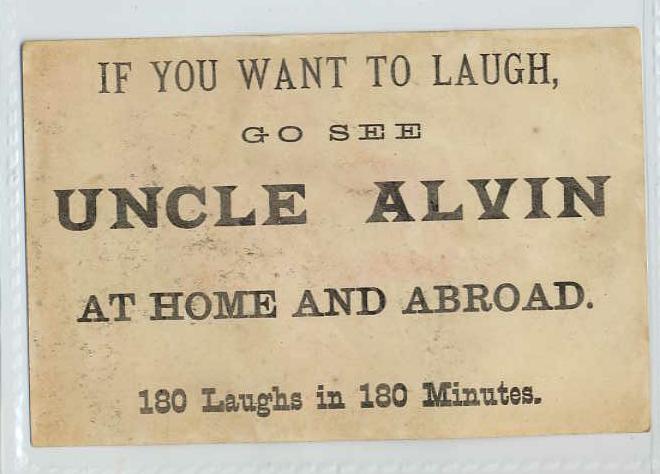 IF YOU WANT TO LAUGH,
GO SEE
UNCLE ALVIN
AT HOME AND ABROAD.
180 Laughs in 180 Minutes.